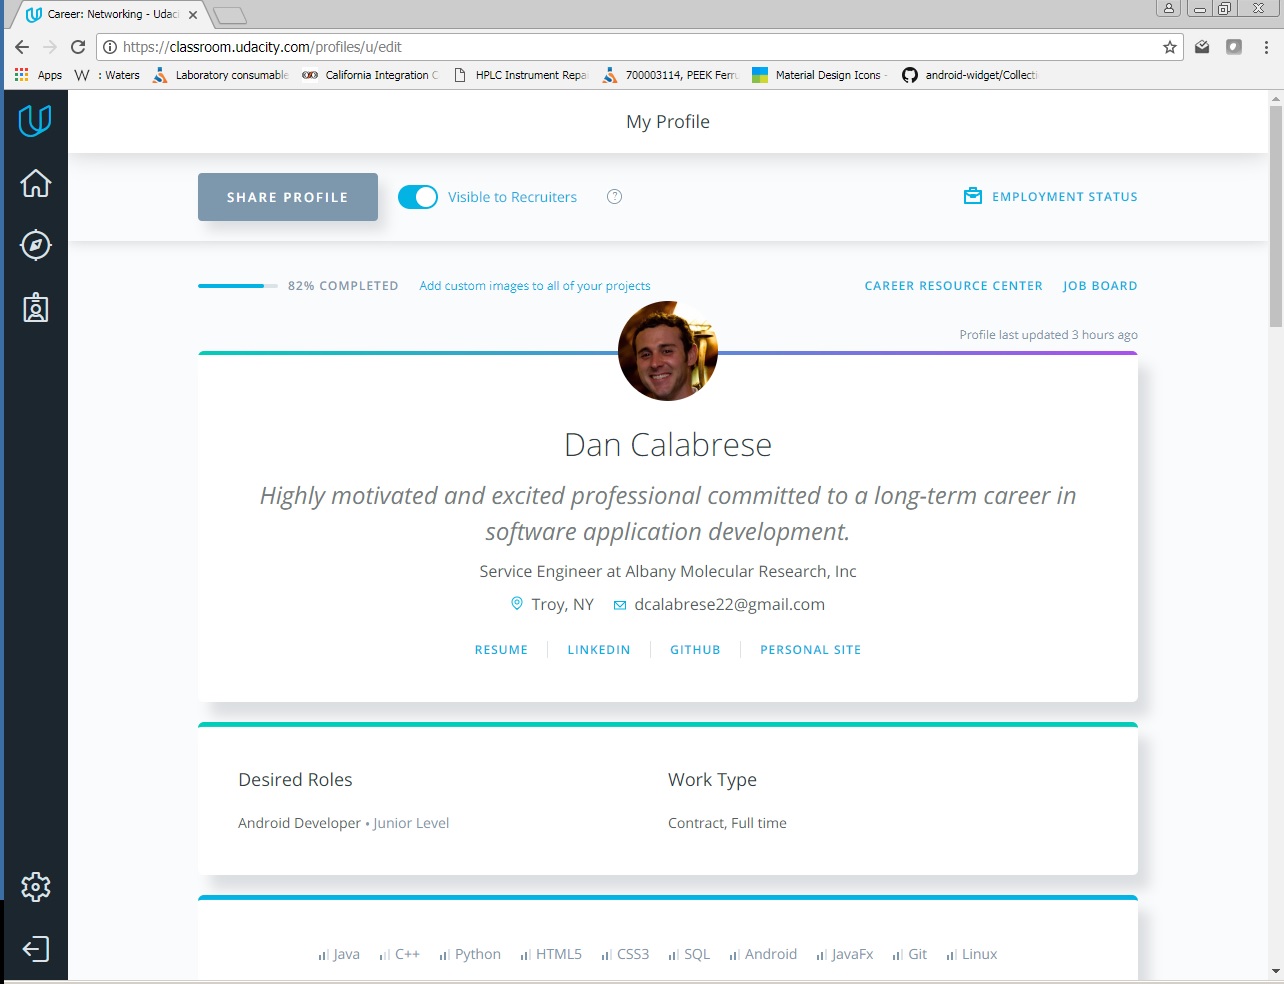 Career: Networking - Udaci
https://classroom.udacity.com/profiles/u/edit
Apps
: Waters
Laboratory consumable
California Integration C
HPLC Instrument Repai
700003114, PEEK Ferru
Material Design Icons -
android-widget/Collecti
My Profile
SHARE PROFILE
Visible to Recruiters
?
EMPLOYMENT STATUS
82% COMPLETED
Add custom images to all of your projects
CAREER RESOURCE CENTER
JOB BOARD
Profile last updated 3 hours ago
Dan Calabrese
Highly motivated and excited professional committed to a long-term career in
software application development.
Service Engineer at Albany Molecular Research, Inc
Troy, NY dcalabrese22@gmail.com
RESUME LINKEDIN GITHUB PERSONAL SITE
Desired Roles
Android Developer • Junior Level
Work Type
Contract, Full time
Java C++ Python HTML5 CSS3 SQL Android JavaFx Git Linux